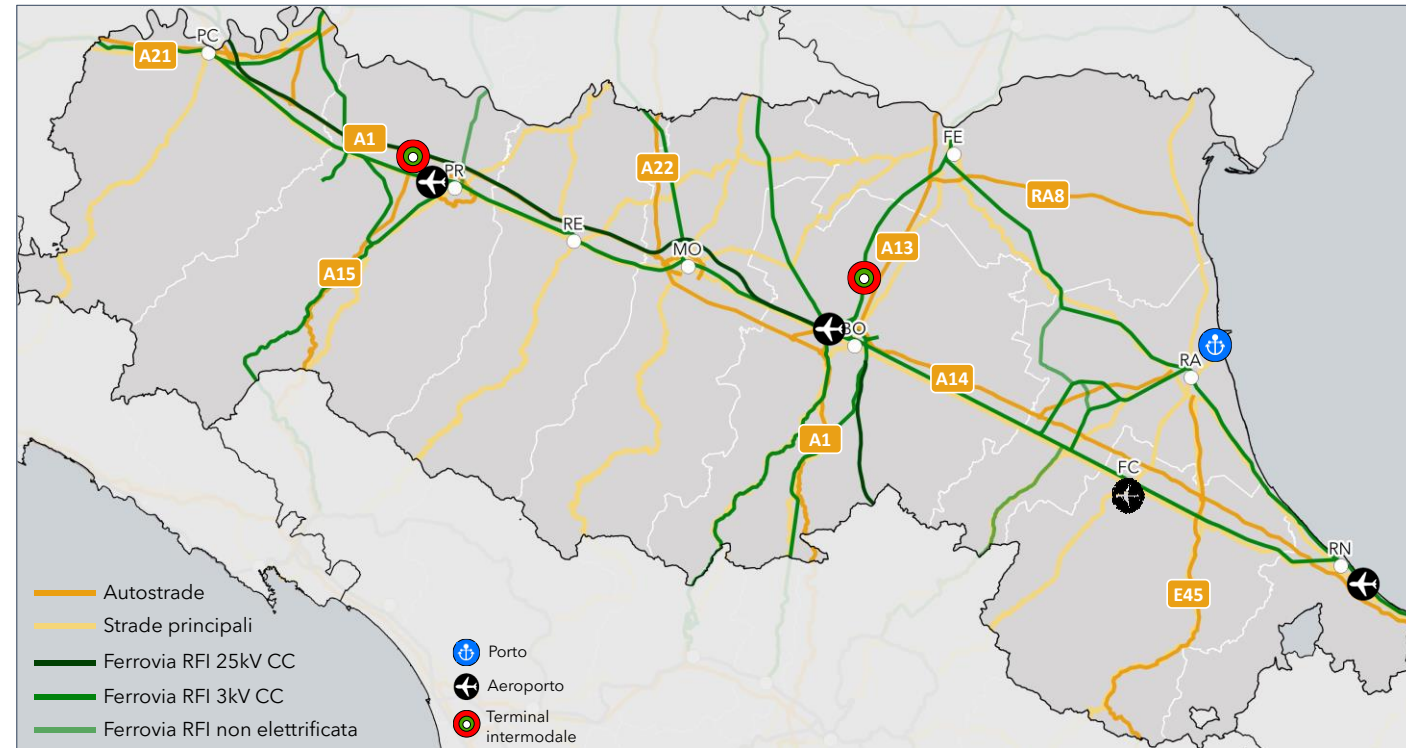 PC
A21
A1
PR
A22
FE
RA8
RE
MO
A13
A15
BO
RA
A14
A1
FC
RN
E45
Autostrade
Strade principali
Ferrovia RFI 25kV CC
Ferrovia RFI 3kV CC
Ferrovia RFI non elettrificata
Porto
Aeroporto
Terminal
intermodale